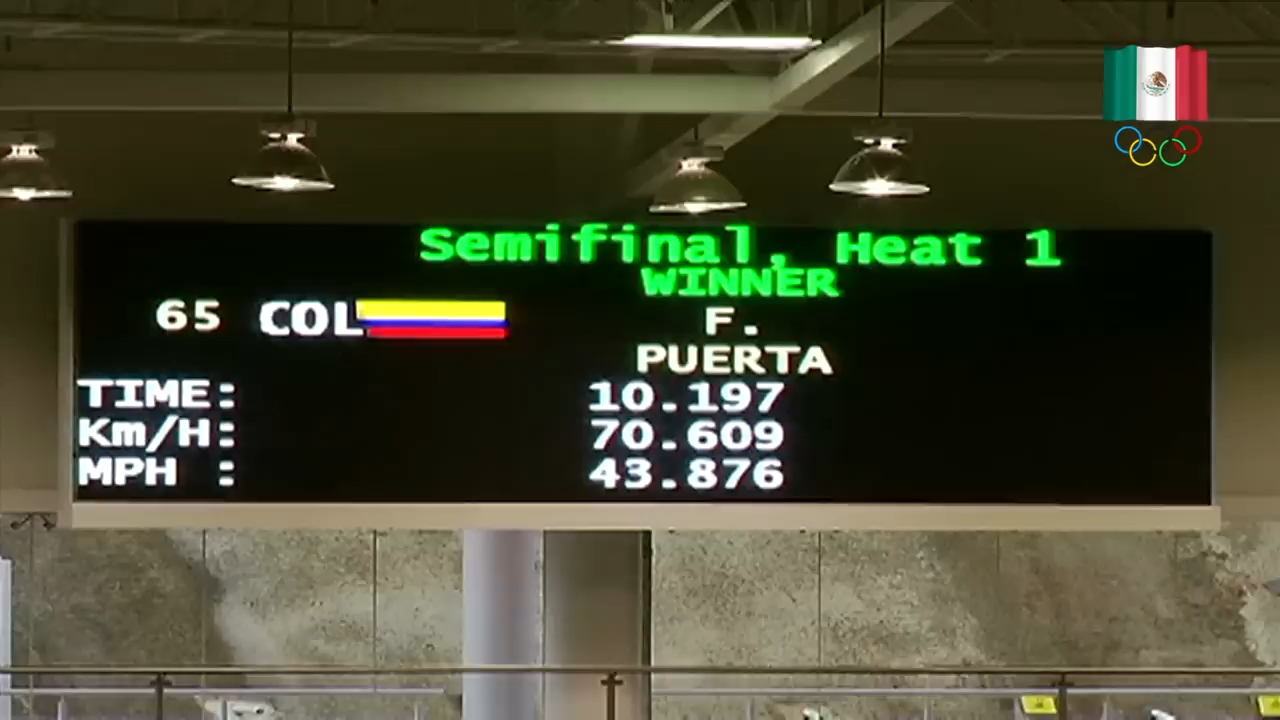 Semifinal, Heat 1
WINNER
65 COL F.
PUERTA
TIME: 10.197
Km/H: 70.609
MPH : 43.876